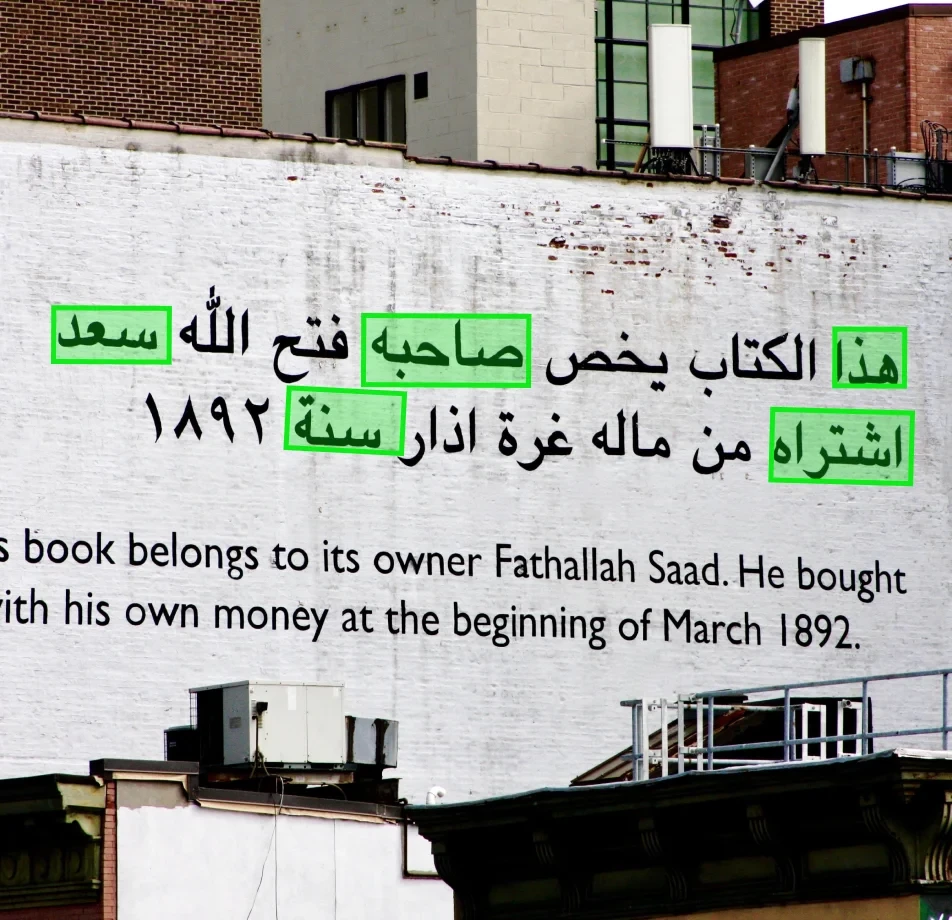 هذا الكتاب يخص صاحبه فتح الله سعد
اشتراه من ماله غرة اذار سنة ١٨٩٢
book belongs to its owner Fathallah Saad. He bought
his own money at the beginning of March 1892.